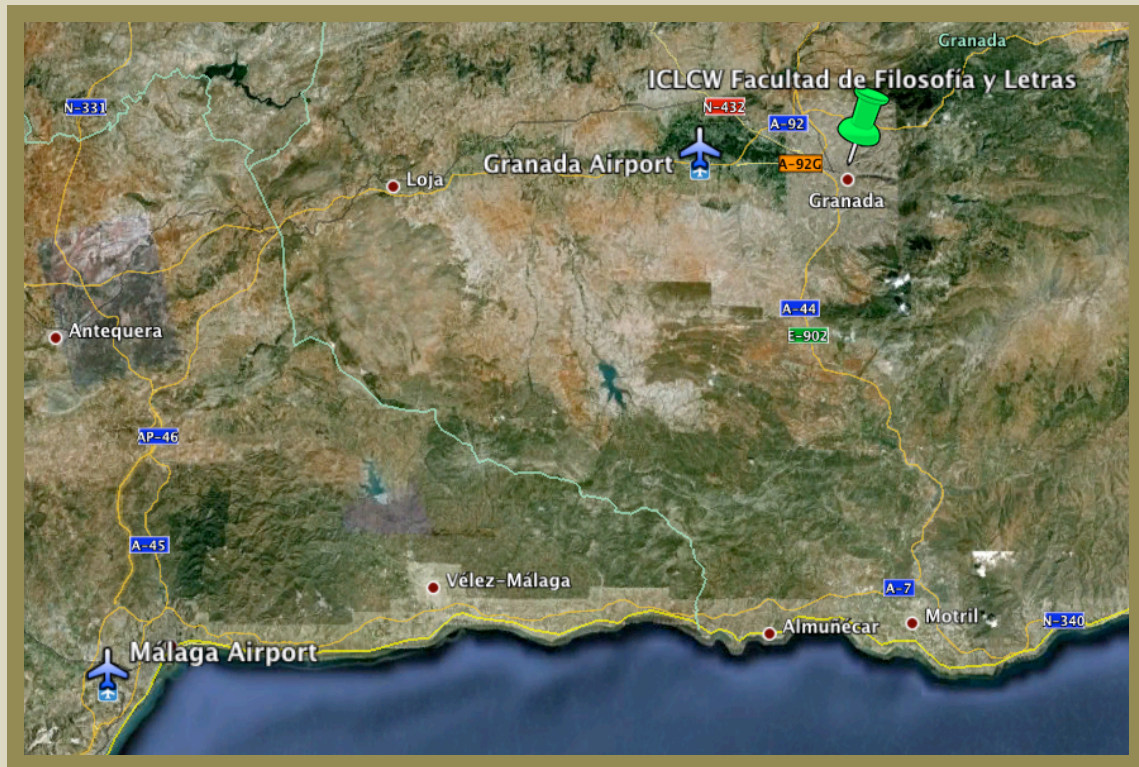 Granada
ICLCW Facultad de Filosofía y Letras
N-331
N-432
A-92
Granada Airport
A-92G
Loja
Granada
A-44
E-902
Antequera
AP-46
A-45
Vélez-Málaga
A-7
Motril
N-340
Almuñécar
Málaga Airport